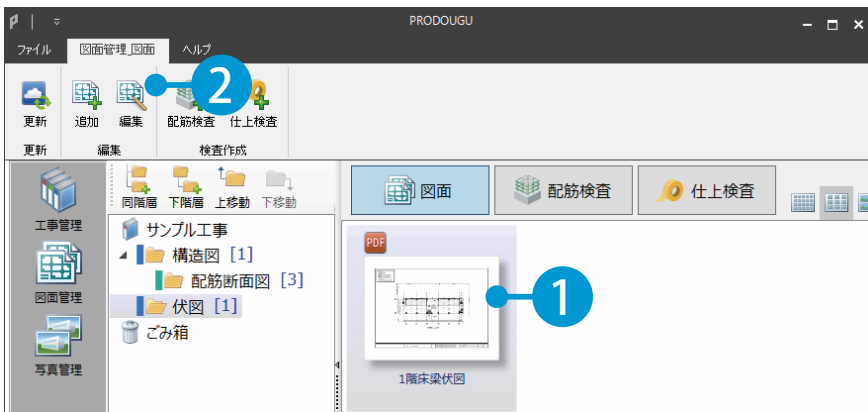 PRODOUGU
ファイル 図面管理_図面 ヘルプ
2
更新 追加 編集 配筋検査 仕上検査
更新 編集 検査作成
同階層 下階層 上移動 下移動
図面 配筋検査 仕上検査
工事管理
図面管理
写真管理
サンプル工事
構造図 [1]
配筋断面図 [3]
伏図 [1]
ごみ箱
PDF
1
1階床梁伏図